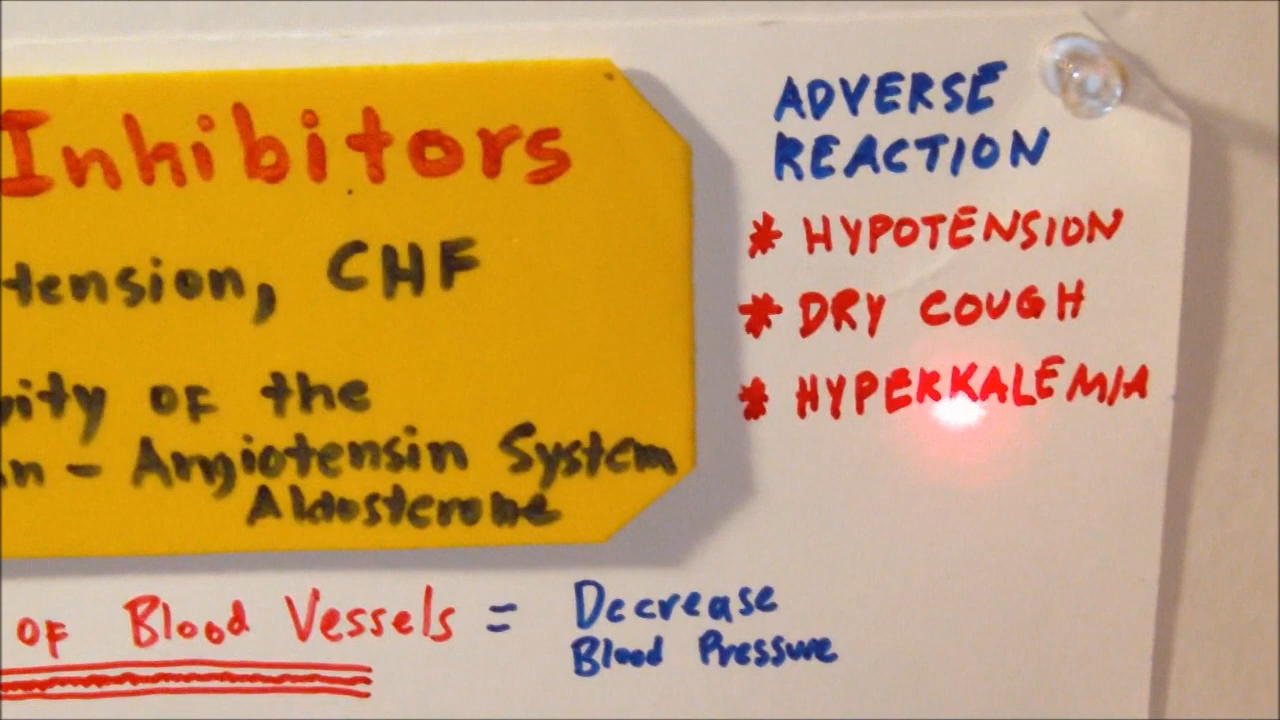 Inhibitors
tension, CHF
vity OF the
n - Angiotensin System
Aldosterone
OF Blood Vessels = Decrease
Blood Pressure
ADVERSE
REACTION
* HYPOTENSION
* DRY COUGH
* HYPERKALEMIA